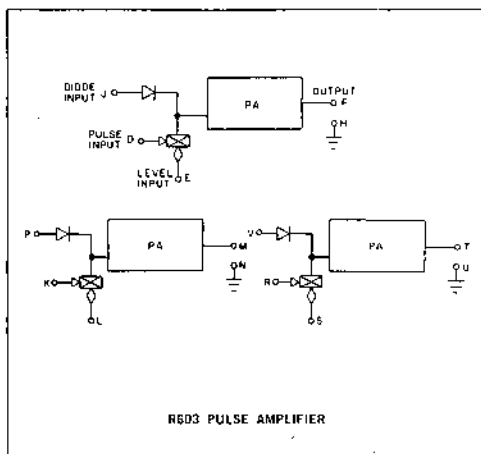 DIODE INPUT J
PA
OUTPUT F
H
PULSE INPUT D
LEVEL INPUT E
P
PA
M
N
K
L
V
PA
T
U
R
S
R603 PULSE AMPLIFIER